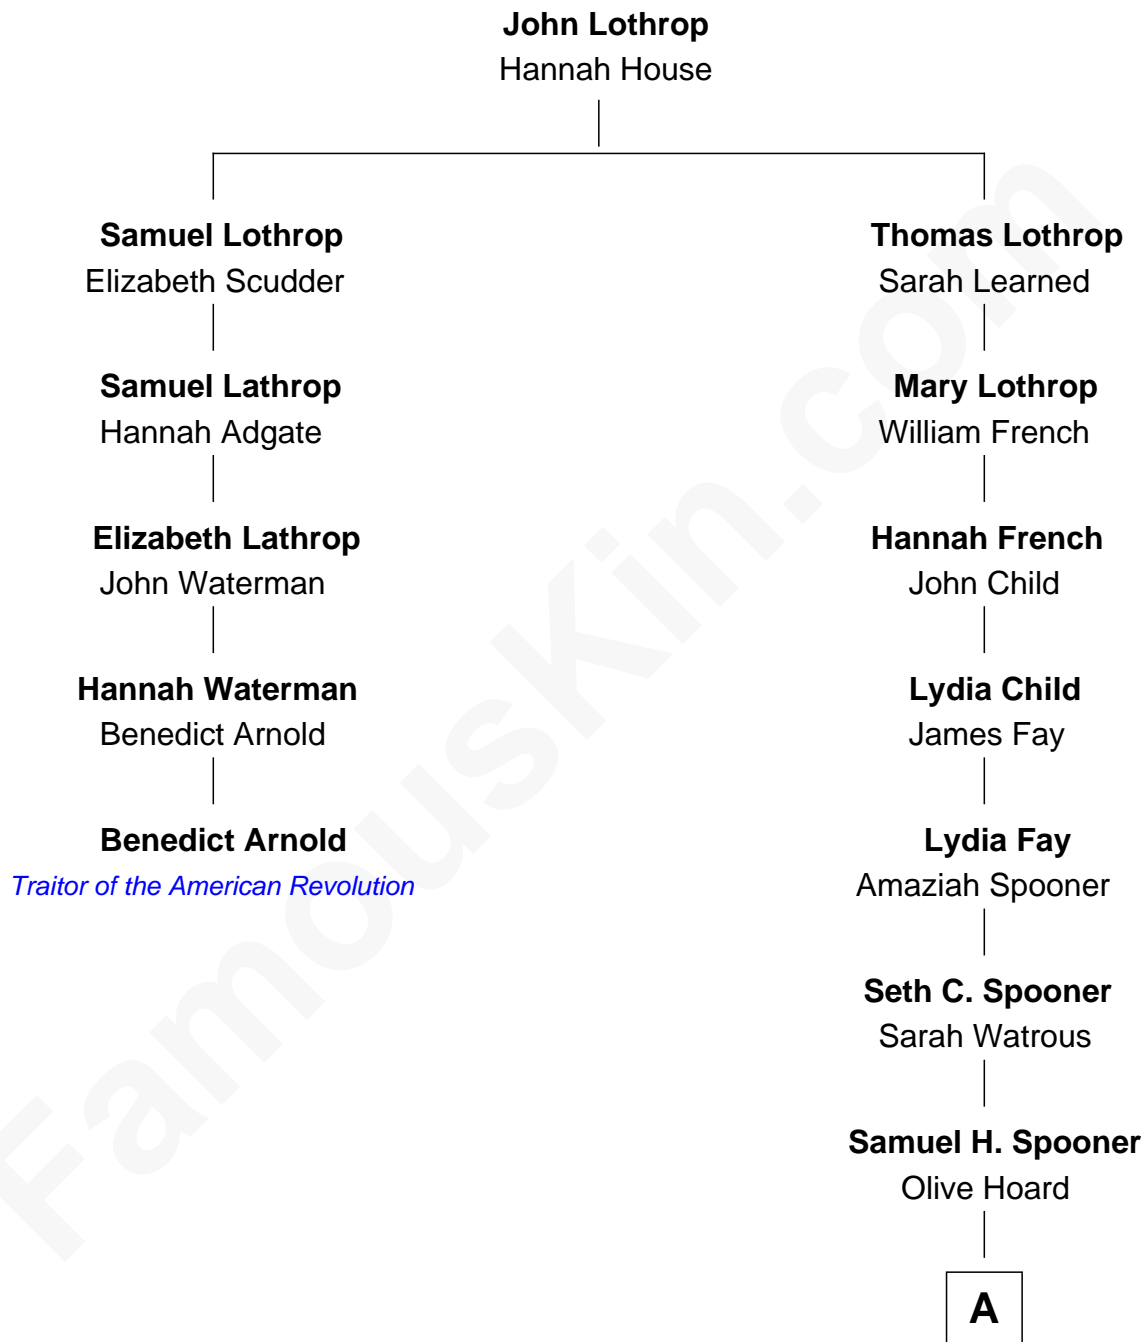 John Lothrop
Hannah House
Samuel Lothrop
Elizabeth Scudder
Thomas Lothrop
Sarah Learned
Samuel Lathrop
Hannah Adgate
Mary Lothrop
William French
Elizabeth Lathrop
John Waterman
Hannah French
John Child
Hannah Waterman
Benedict Arnold
Lydia Child
James Fay
Benedict Arnold
Traitor of the American Revolution
Lydia Fay
Amaziah Spooner
Seth C. Spooner
Sarah Watrous
Samuel H. Spooner
Olive Hoard
A
FamousKin.com